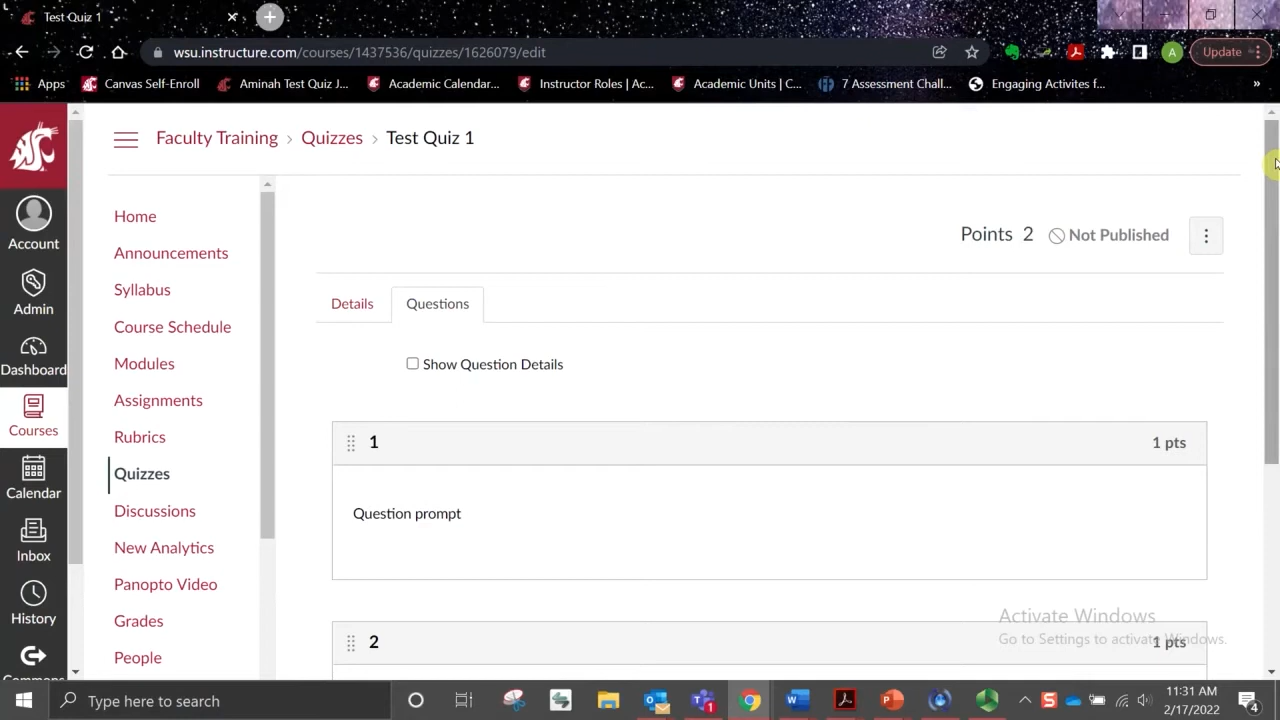 Test Quiz 1
wsu.instructure.com/courses/1437536/quizzes/1626079/edit
A
Update
Apps
Canvas Self-Enroll
Aminah Test Quiz J...
Academic Calendar...
Instructor Roles | Ac...
Academic Units | C...
7 Assessment Chall...
Engaging Activites f...
»
Faculty Training › Quizzes › Test Quiz 1
Account
Admin
Dashboard
Courses
Calendar
Inbox
History
Home
Announcements
Syllabus
Course Schedule
Modules
Assignments
Rubrics
Quizzes
Discussions
New Analytics
Panopto Video
Grades
People
Points 2 Not Published
Details Questions
Show Question Details
1 1 pts
Question prompt
2 1 pts
Activate Windows
Go to Settings to activate Windows.
Type here to search
1
11:31 AM
2/17/2022
4